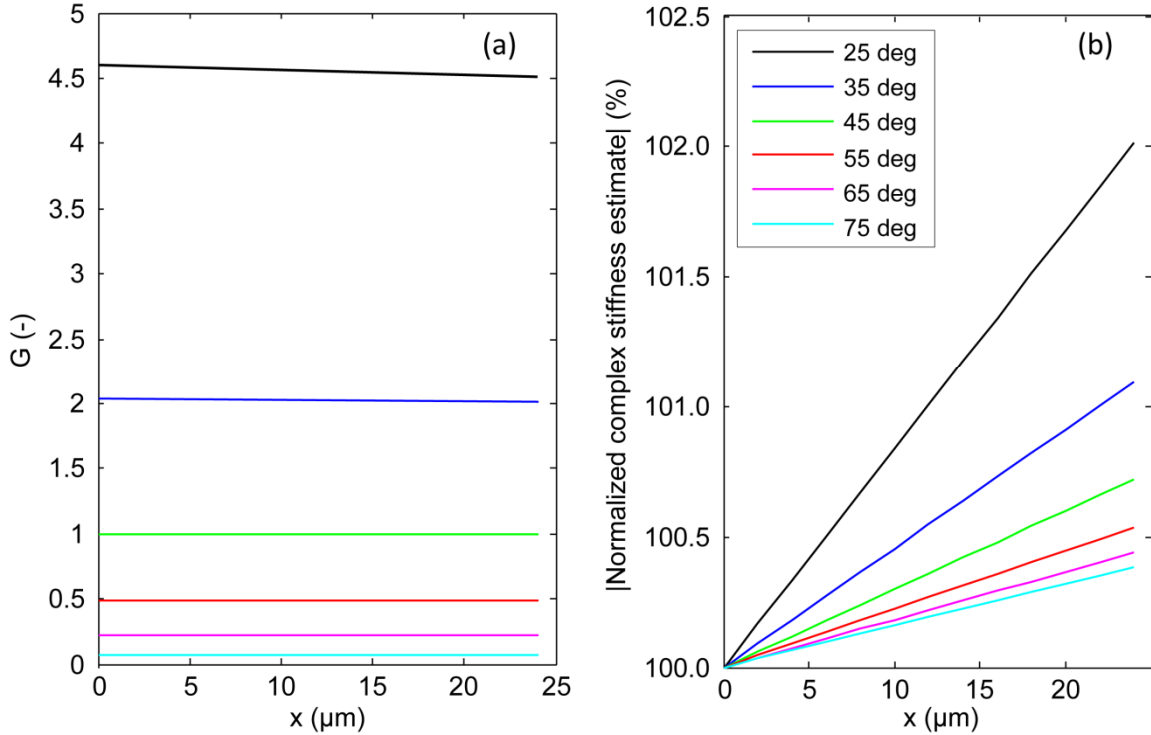 (a)
5
4.5
4
3.5
3
2.5
2
1.5
1
0.5
0
G (-)
0 5 10 15 20 25
x (µm)
(b)
102.5
102.0
101.5
101.0
100.5
100.0
|Normalized complex stiffness estimate| (%)
25 deg
35 deg
45 deg
55 deg
65 deg
75 deg
0 5 10 15 20
x (µm)